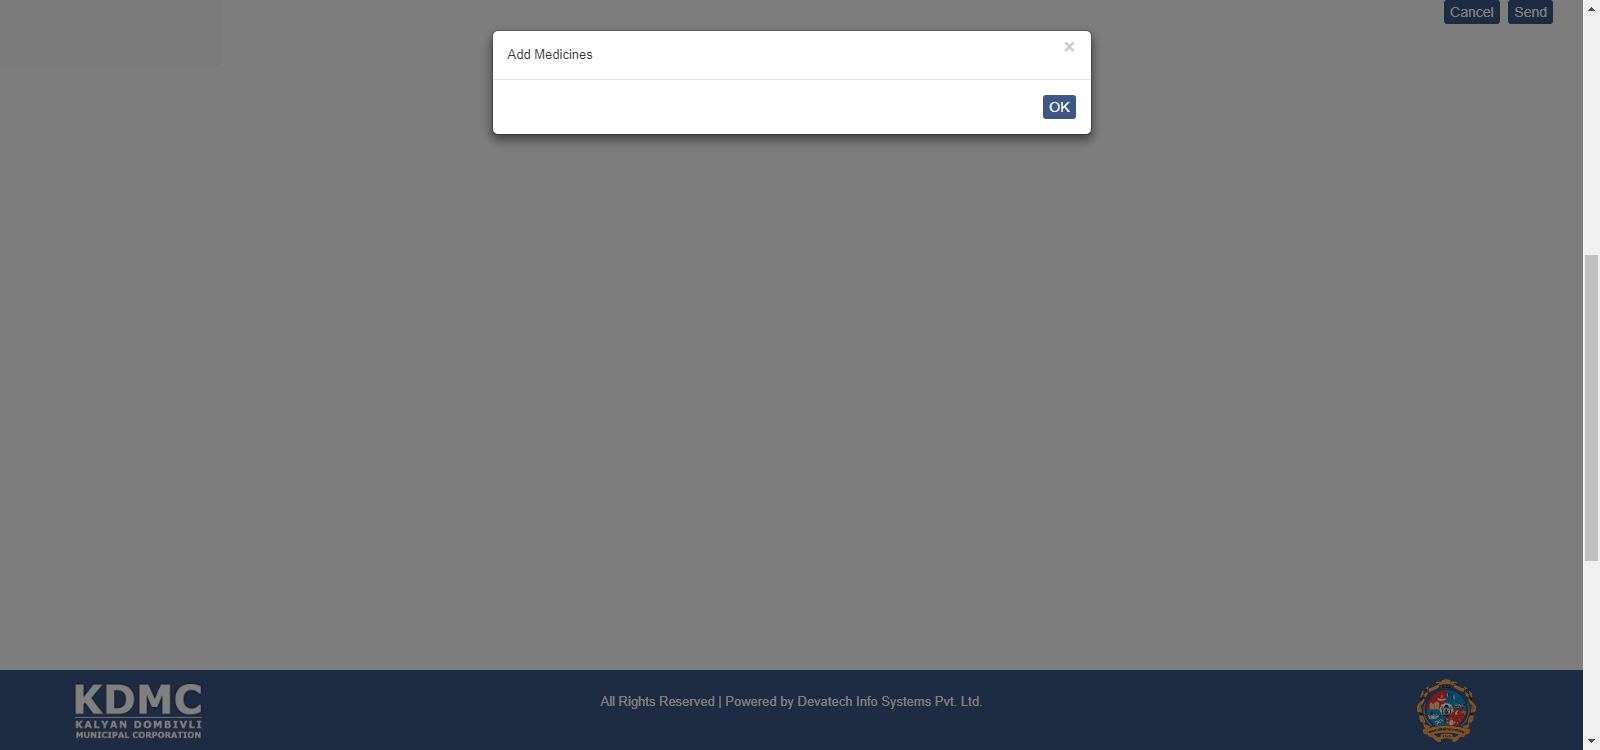 Cancel Send
Add Medicines
×
OK
KDMC
KALYAN DOMBIVLI
MUNICIPAL CORPORATION
All Rights Reserved | Powered by Devatech Info Systems Pvt. Ltd.